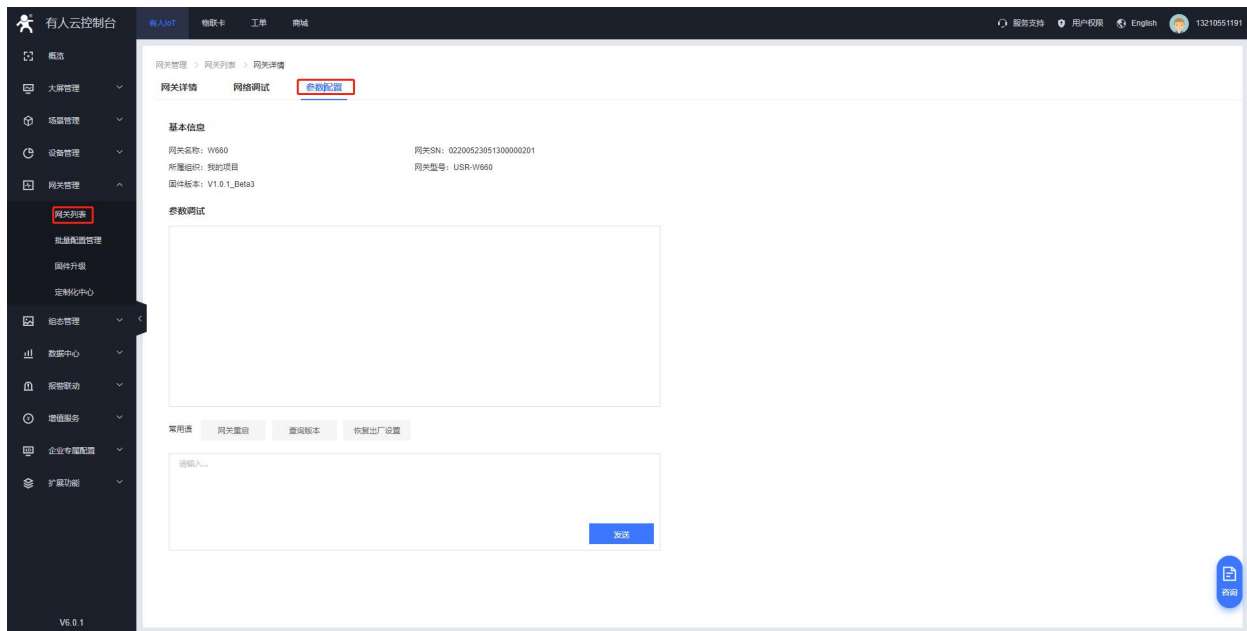 有人云控制台 有人IoT 物联卡 工单 商城 服务支持 用户权限 English 13210551191
概览
大屏管理
场景管理
设备管理
网关管理
网关列表
批量配置管理
固件升级
定制化中心
组态管理
数据中心
报警联动
增值服务
企业专属配置
扩展功能
V6.0.1
网关管理 > 网关列表 > 网关详情
网关详情 网络调试 参数配置
基本信息
网关名称：W660 网关SN：02200523051300000201
所属组织：我的项目 网关型号：USR-W660
固件版本：V1.0.1_Beta3
参数调试
常用语 网关重启 查询版本 恢复出厂设置
请输入...
发送
咨询